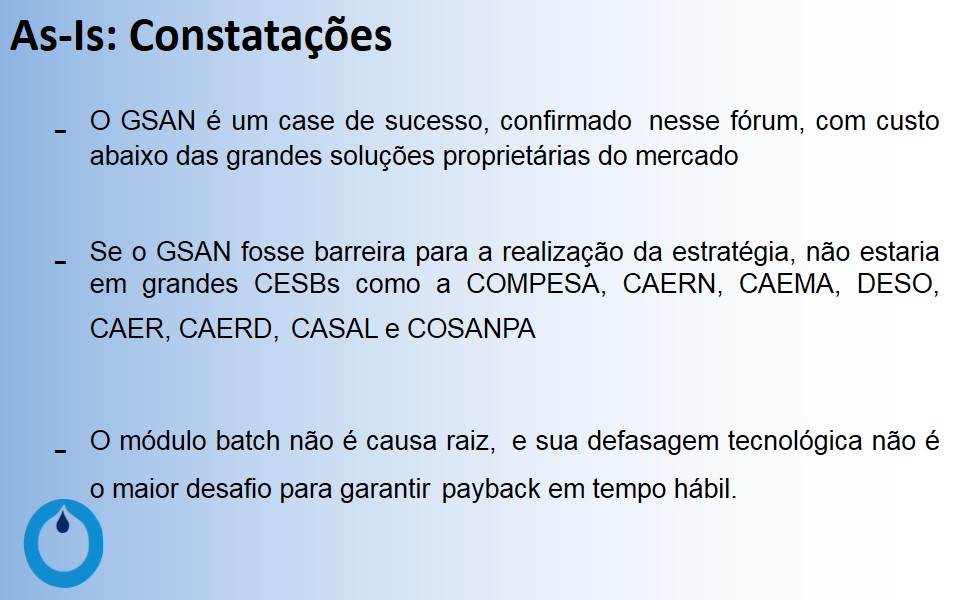 As-Is: Constatações
- O GSAN é um case de sucesso, confirmado nesse fórum, com custo
abaixo das grandes soluções proprietárias do mercado
- Se o GSAN fosse barreira para a realização da estratégia, não estaria
em grandes CESBs como a COMPESA, CAERN, CAEMA, DESO,
CAER, CAERD, CASAL e COSANPA
- O módulo batch não é causa raiz, e sua defasagem tecnológica não é
o maior desafio para garantir payback em tempo hábil.